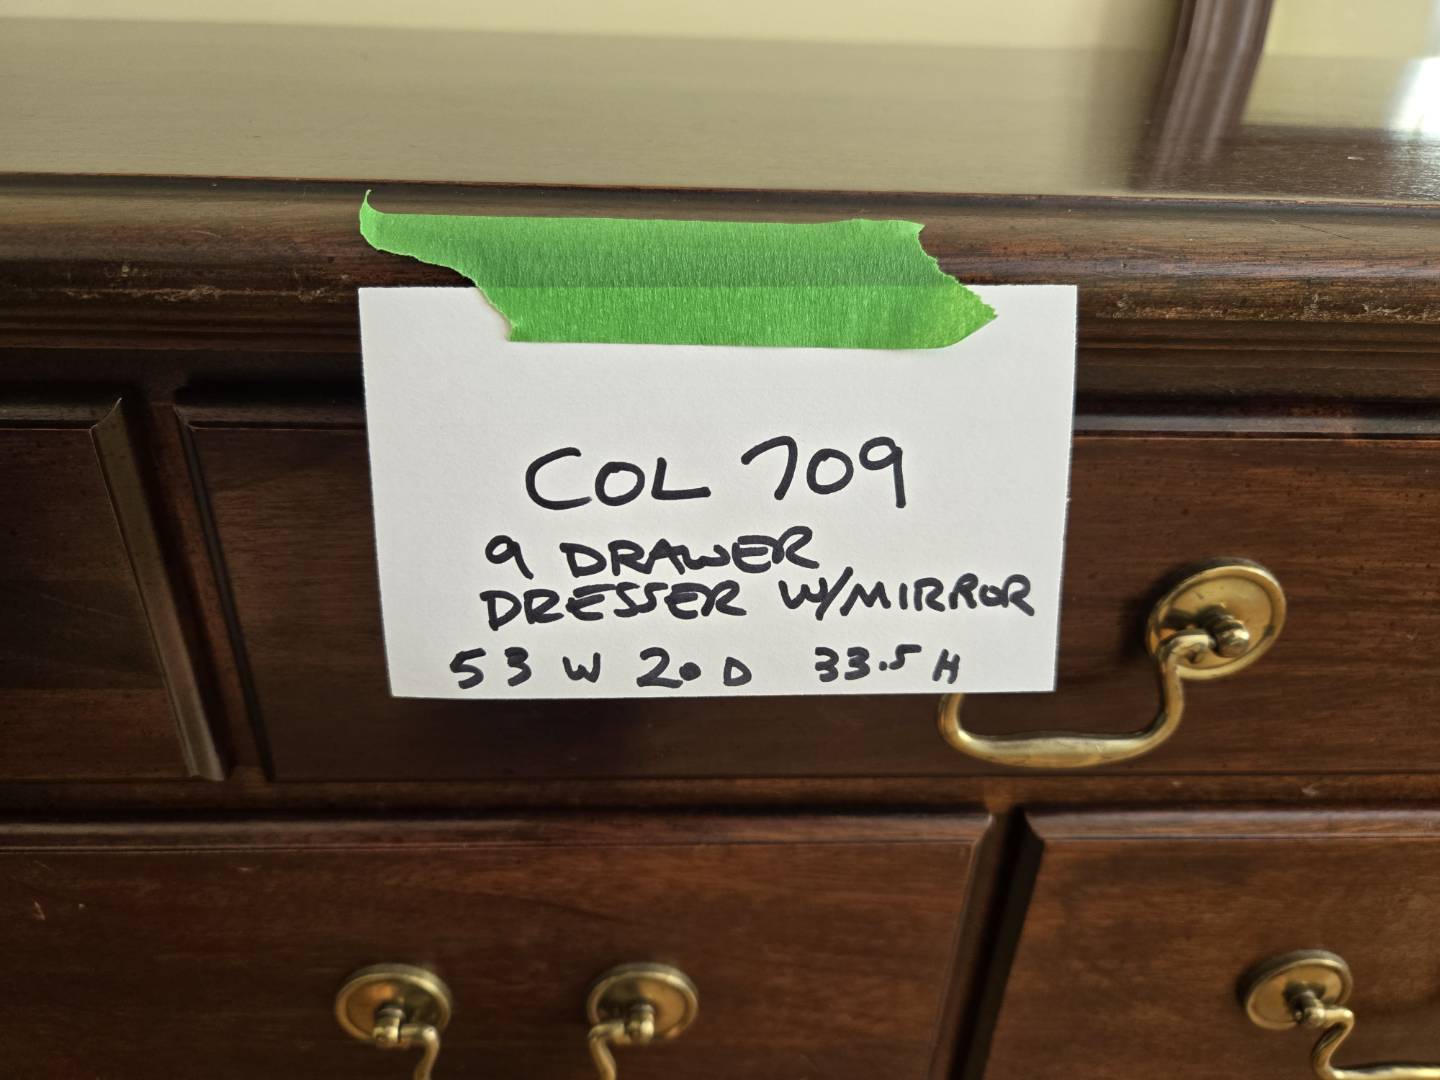 COL 709
9 DRAWER
DRESSER W/MIRROR
53 W 20 D 33.5 H